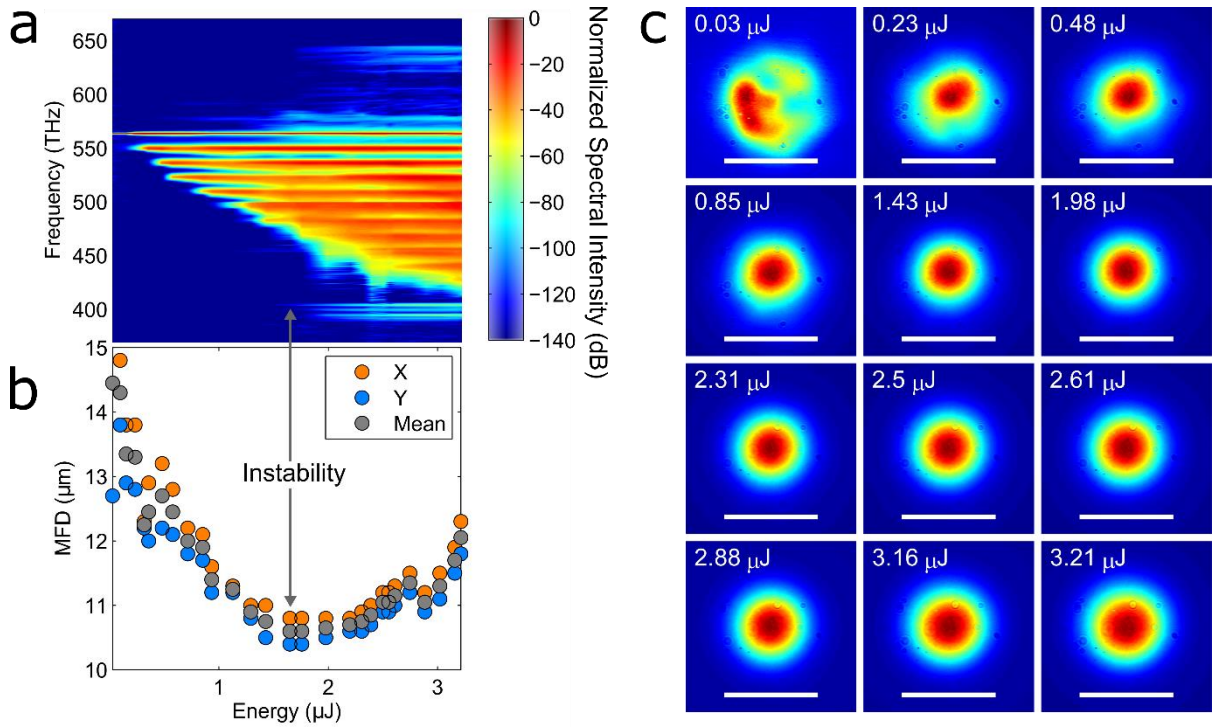 a
650
600
550
500
450
400
Frequency (THz)
0
−20
−40
−60
−80
−100
−120
−140
Normalized Spectral Intensity (dB)
b
15
14
13
12
11
10
MFD (µm)
X
Y
Mean
Instability
1
2
3
Energy (µJ)
c
0.03 µJ
0.23 µJ
0.48 µJ
0.85 µJ
1.43 µJ
1.98 µJ
2.31 µJ
2.5 µJ
2.61 µJ
2.88 µJ
3.16 µJ
3.21 µJ